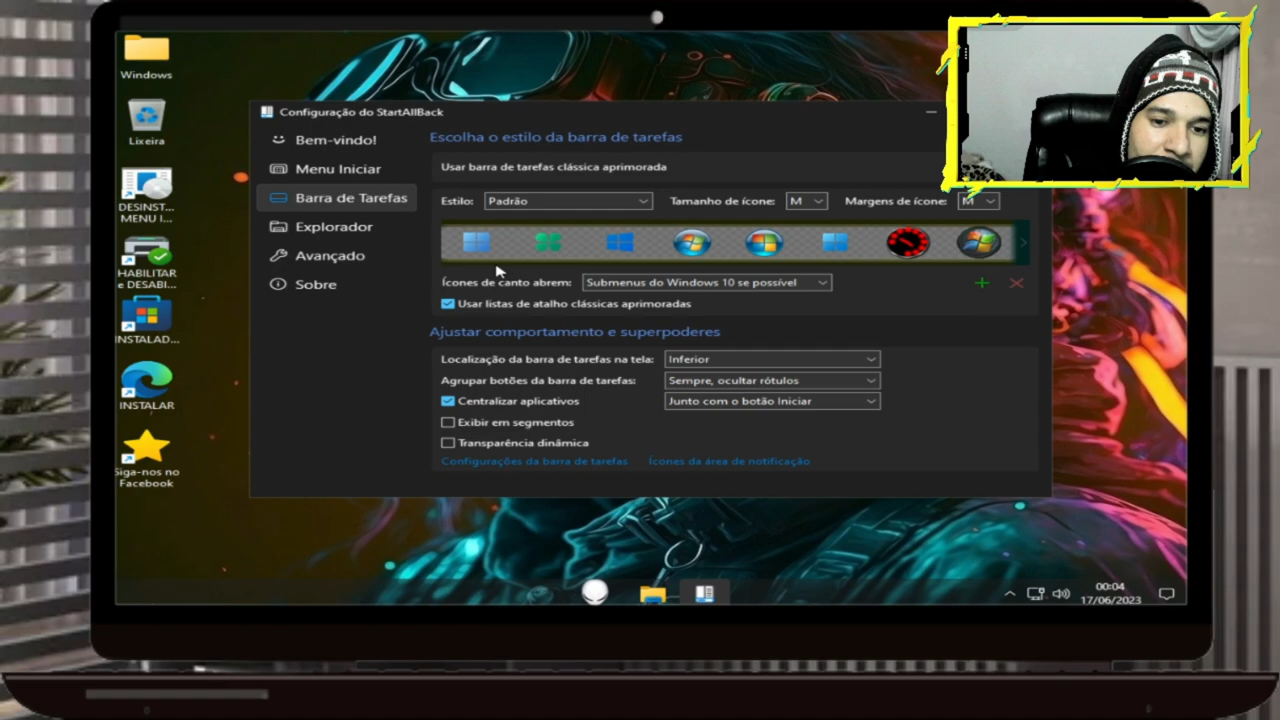 Windows
Lixeira
DESINST...
MENU I...
HABILITAR
e DESABI...
INSTALAD...
INSTALAR
Siga-nos no
Facebook
Configuração do StartAllBack
Bem-vindo!
Menu Iniciar
Barra de Tarefas
Explorador
Avançado
Sobre
Escolha o estilo da barra de tarefas
Usar barra de tarefas clássica aprimorada
Estilo: Padrão Tamanho de ícone: M Margens de ícone: M
Ícones de canto abrem: Submenus do Windows 10 se possível
Usar listas de atalho clássicas aprimoradas
Ajustar comportamento e superpoderes
Localização da barra de tarefas na tela: Inferior
Agrupar botões da barra de tarefas: Sempre, ocultar rótulos
Centralizar aplicativos Junto com o botão Iniciar
Exibir em segmentos
Transparência dinâmica
Configurações da barra de tarefas Ícones da área de notificação
00:04
17/06/2023